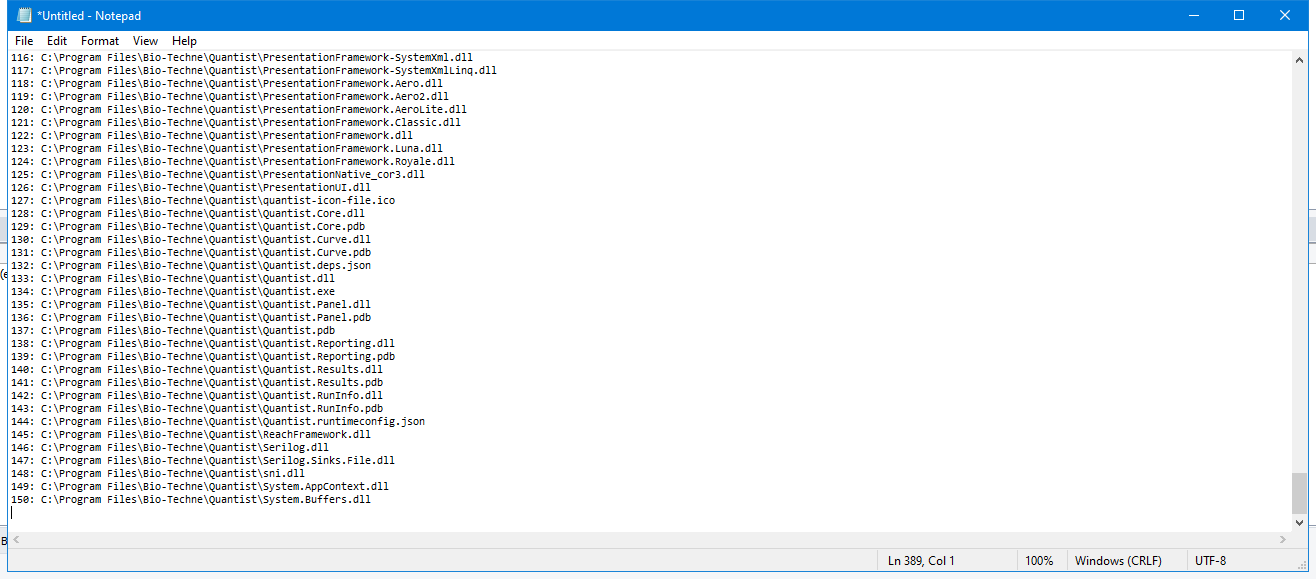 *Untitled - Notepad
File Edit Format View Help
116: C:\Program Files\Bio-Techne\Quantist\PresentationFramework-SystemXml.dll
117: C:\Program Files\Bio-Techne\Quantist\PresentationFramework-SystemXmlLinq.dll
118: C:\Program Files\Bio-Techne\Quantist\PresentationFramework.Aero.dll
119: C:\Program Files\Bio-Techne\Quantist\PresentationFramework.Aero2.dll
120: C:\Program Files\Bio-Techne\Quantist\PresentationFramework.AeroLite.dll
121: C:\Program Files\Bio-Techne\Quantist\PresentationFramework.Classic.dll
122: C:\Program Files\Bio-Techne\Quantist\PresentationFramework.dll
123: C:\Program Files\Bio-Techne\Quantist\PresentationFramework.Luna.dll
124: C:\Program Files\Bio-Techne\Quantist\PresentationFramework.Royale.dll
125: C:\Program Files\Bio-Techne\Quantist\PresentationNative_cor3.dll
126: C:\Program Files\Bio-Techne\Quantist\PresentationUI.dll
127: C:\Program Files\Bio-Techne\Quantist\quantist-icon-file.ico
128: C:\Program Files\Bio-Techne\Quantist\Quantist.Core.dll
129: C:\Program Files\Bio-Techne\Quantist\Quantist.Core.pdb
130: C:\Program Files\Bio-Techne\Quantist\Quantist.Curve.dll
131: C:\Program Files\Bio-Techne\Quantist\Quantist.Curve.pdb
132: C:\Program Files\Bio-Techne\Quantist\Quantist.deps.json
133: C:\Program Files\Bio-Techne\Quantist\Quantist.dll
134: C:\Program Files\Bio-Techne\Quantist\Quantist.exe
135: C:\Program Files\Bio-Techne\Quantist\Quantist.Panel.dll
136: C:\Program Files\Bio-Techne\Quantist\Quantist.Panel.pdb
137: C:\Program Files\Bio-Techne\Quantist\Quantist.pdb
138: C:\Program Files\Bio-Techne\Quantist\Quantist.Reporting.dll
139: C:\Program Files\Bio-Techne\Quantist\Quantist.Reporting.pdb
140: C:\Program Files\Bio-Techne\Quantist\Quantist.Results.dll
141: C:\Program Files\Bio-Techne\Quantist\Quantist.Results.pdb
142: C:\Program Files\Bio-Techne\Quantist\Quantist.RunInfo.dll
143: C:\Program Files\Bio-Techne\Quantist\Quantist.RunInfo.pdb
144: C:\Program Files\Bio-Techne\Quantist\Quantist.runtimeconfig.json
145: C:\Program Files\Bio-Techne\Quantist\ReachFramework.dll
146: C:\Program Files\Bio-Techne\Quantist\Serilog.dll
147: C:\Program Files\Bio-Techne\Quantist\Serilog.Sinks.File.dll
148: C:\Program Files\Bio-Techne\Quantist\sni.dll
149: C:\Program Files\Bio-Techne\Quantist\System.AppContext.dll
150: C:\Program Files\Bio-Techne\Quantist\System.Buffers.dll
Ln 389, Col 1 100% Windows (CRLF) UTF-8